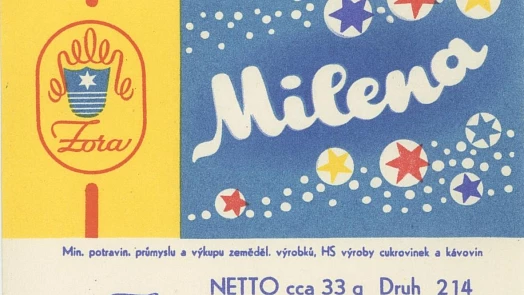 Zora
Milena
Min. potravin. průmyslu a výkupu zeměděl. výrobků, HS výroby cukrovinek a kávovin
NETTO cca 33 g Druh 214